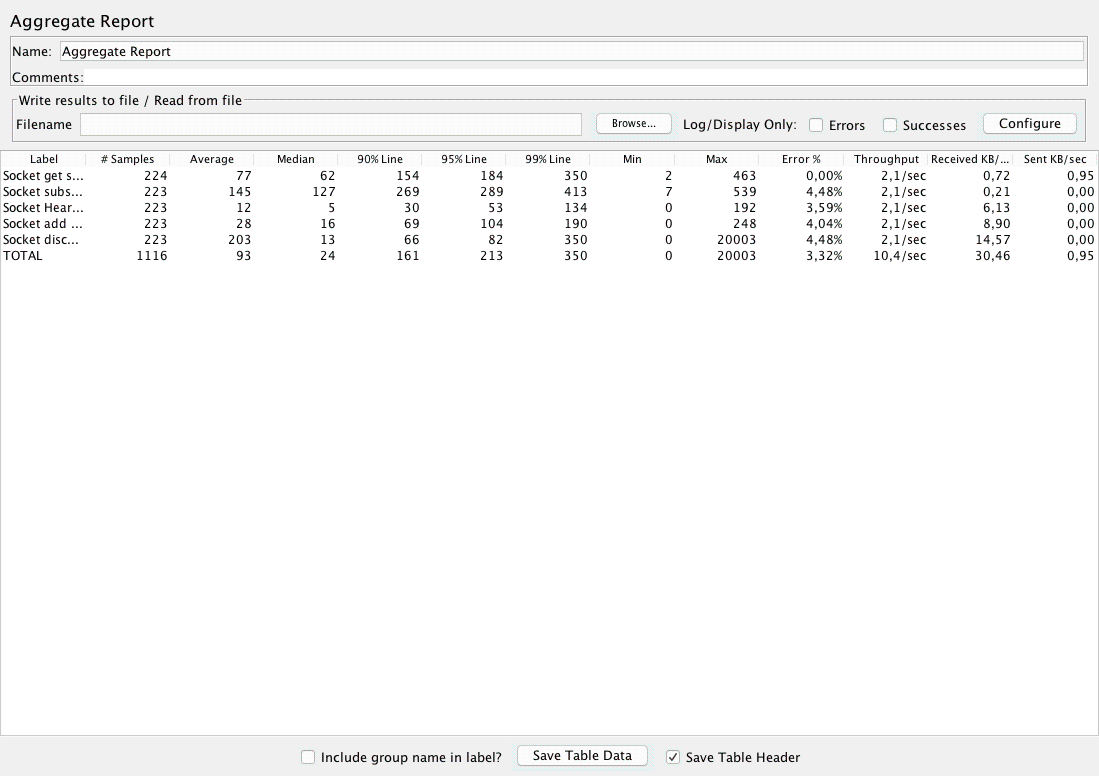 Aggregate Report
Name: Aggregate Report
Comments:
Write results to file / Read from file
Filename Browse... Log/Display Only: Errors Successes Configure
Label # Samples Average Median 90% Line 95% Line 99% Line Min Max Error % Throughput Received KB/... Sent KB/sec
Socket get s... 224 77 62 154 184 350 2 463 0,00% 2,1/sec 0,72 0,95
Socket subs... 223 145 127 269 289 413 7 539 4,48% 2,1/sec 0,21 0,00
Socket Hear... 223 12 5 30 53 134 0 192 3,59% 2,1/sec 6,13 0,00
Socket add ... 223 28 16 69 104 190 0 248 4,04% 2,1/sec 8,90 0,00
Socket disc... 223 203 13 66 82 350 0 20003 4,48% 2,1/sec 14,57 0,00
TOTAL 1116 93 24 161 213 350 0 20003 3,32% 10,4/sec 30,46 0,95
Include group name in label? Save Table Data Save Table Header